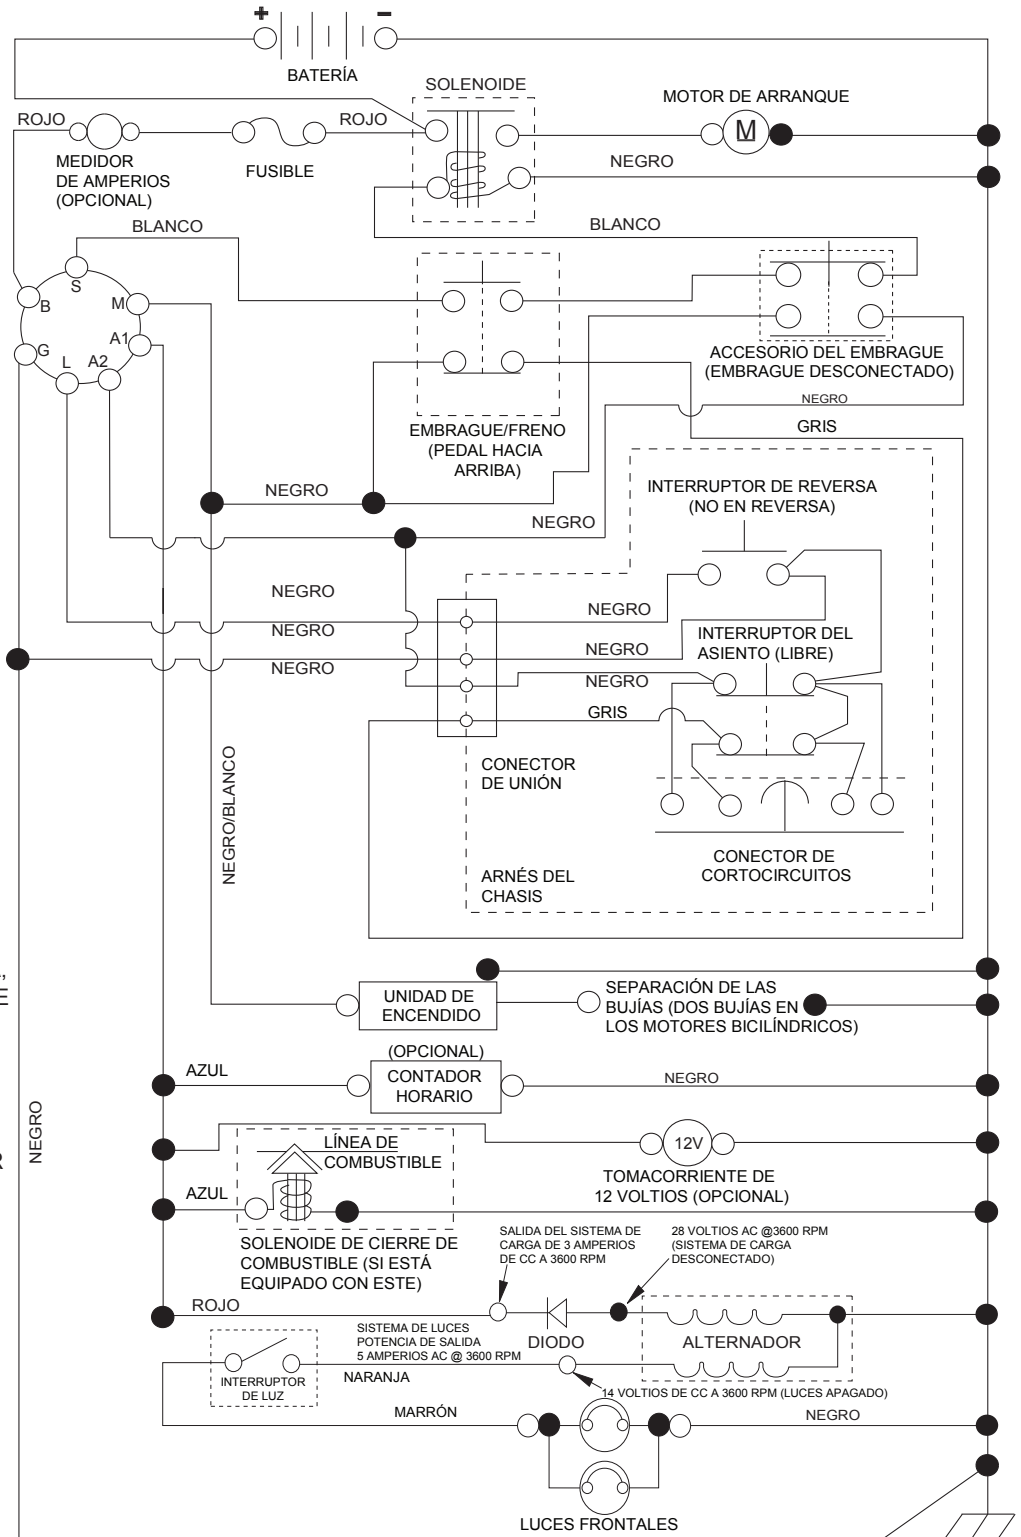 + −
BATERÍA
SOLENOIDE
MOTOR DE ARRANQUE
ROJO
ROJO
M
MEDIDOR
DE AMPERIOS
(OPCIONAL)
FUSIBLE
NEGRO
BLANCO
BLANCO
S
B
M
A1
G
L
A2
ACCESORIO DEL EMBRAGUE
(EMBRAGUE DESCONECTADO)
NEGRO
EMBRAGUE/FRENO
(PEDAL HACIA
ARRIBA)
GRIS
NEGRO
INTERRUPTOR DE REVERSA
(NO EN REVERSA)
NEGRO
NEGRO
NEGRO
NEGRO
INTERRUPTOR DEL
ASIENTO (LIBRE)
NEGRO
NEGRO
NEGRO
GRIS
CONECTOR
DE UNIÓN
NEGRO/BLANCO
CONECTOR DE
CORTOCIRCUITOS
ARNÉS DEL
CHASIS
UNIDAD DE
ENCENDIDO
SEPARACIÓN DE LAS
BUJÍAS (DOS BUJÍAS EN
LOS MOTORES BICILÍNDRICOS)
(OPCIONAL)
CONTADOR
HORARIO
AZUL
NEGRO
NEGRO
LÍNEA DE
COMBUSTIBLE
12V
TOMACORRIENTE DE
12 VOLTIOS (OPCIONAL)
AZUL
SOLENOIDE DE CIERRE DE
COMBUSTIBLE (SI ESTÁ
EQUIPADO CON ESTE)
SALIDA DEL SISTEMA DE
CARGA DE 3 AMPERIOS
DE CC A 3600 RPM
28 VOLTIOS AC @3600 RPM
(SISTEMA DE CARGA
DESCONECTADO)
ROJO
DIODO
ALTERNADOR
SISTEMA DE LUCES
POTENCIA DE SALIDA
5 AMPERIOS AC @ 3600 RPM
NARANJA
INTERRUPTOR
DE LUZ
14 VOLTIOS DE CC A 3600 RPM (LUCES APAGADO)
MARRÓN
NEGRO
LUCES FRONTALES